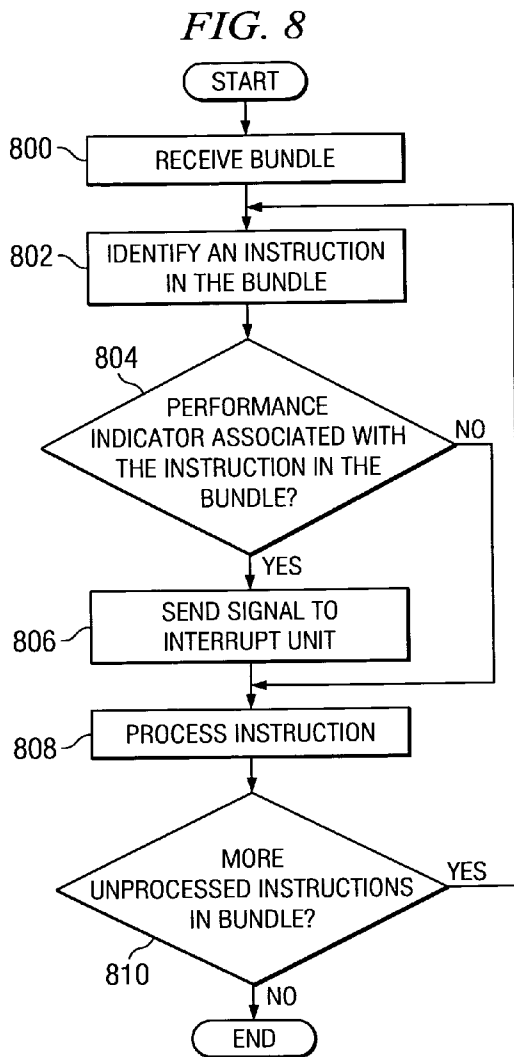 FIG. 8
START
800
RECEIVE BUNDLE
802
IDENTIFY AN INSTRUCTION
IN THE BUNDLE
804
PERFORMANCE
INDICATOR ASSOCIATED WITH
THE INSTRUCTION IN THE
BUNDLE?
NO
YES
806
SEND SIGNAL TO
INTERRUPT UNIT
808
PROCESS INSTRUCTION
MORE
UNPROCESSED INSTRUCTIONS
IN BUNDLE?
YES
810
NO
END